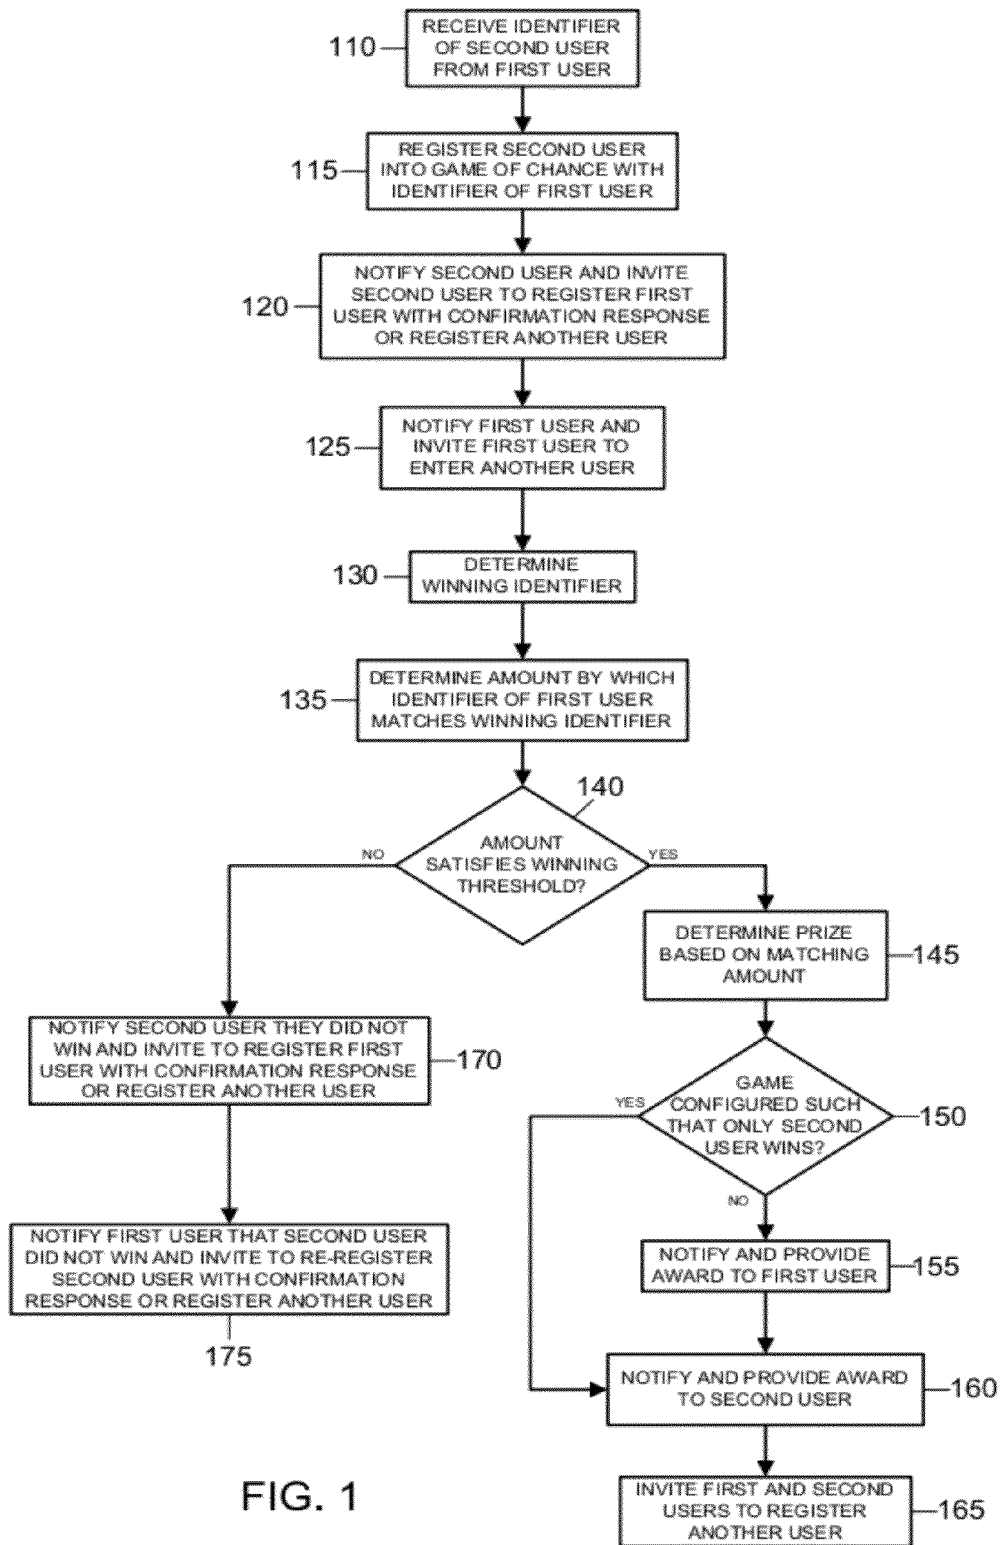 RECEIVE IDENTIFIER
OF SECOND USER
FROM FIRST USER
110
REGISTER SECOND USER
INTO GAME OF CHANCE WITH
IDENTIFIER OF FIRST USER
115
NOTIFY SECOND USER AND INVITE
SECOND USER TO REGISTER FIRST
USER WITH CONFIRMATION RESPONSE
OR REGISTER ANOTHER USER
120
NOTIFY FIRST USER AND
INVITE FIRST USER TO
ENTER ANOTHER USER
125
DETERMINE
WINNING IDENTIFIER
130
DETERMINE AMOUNT BY WHICH
IDENTIFIER OF FIRST USER
MATCHES WINNING IDENTIFIER
135
140
AMOUNT
SATISFIES WINNING
THRESHOLD?
NO
YES
DETERMINE PRIZE
BASED ON MATCHING
AMOUNT
145
NOTIFY SECOND USER THEY DID NOT
WIN AND INVITE TO REGISTER FIRST
USER WITH CONFIRMATION RESPONSE
OR REGISTER ANOTHER USER
170
GAME
CONFIGURED SUCH
THAT ONLY SECOND
USER WINS?
150
YES
NO
NOTIFY FIRST USER THAT SECOND USER
DID NOT WIN AND INVITE TO RE-REGISTER
SECOND USER WITH CONFIRMATION
RESPONSE OR REGISTER ANOTHER USER
175
NOTIFY AND PROVIDE
AWARD TO FIRST USER
155
NOTIFY AND PROVIDE AWARD
TO SECOND USER
160
INVITE FIRST AND SECOND
USERS TO REGISTER
ANOTHER USER
165
FIG. 1